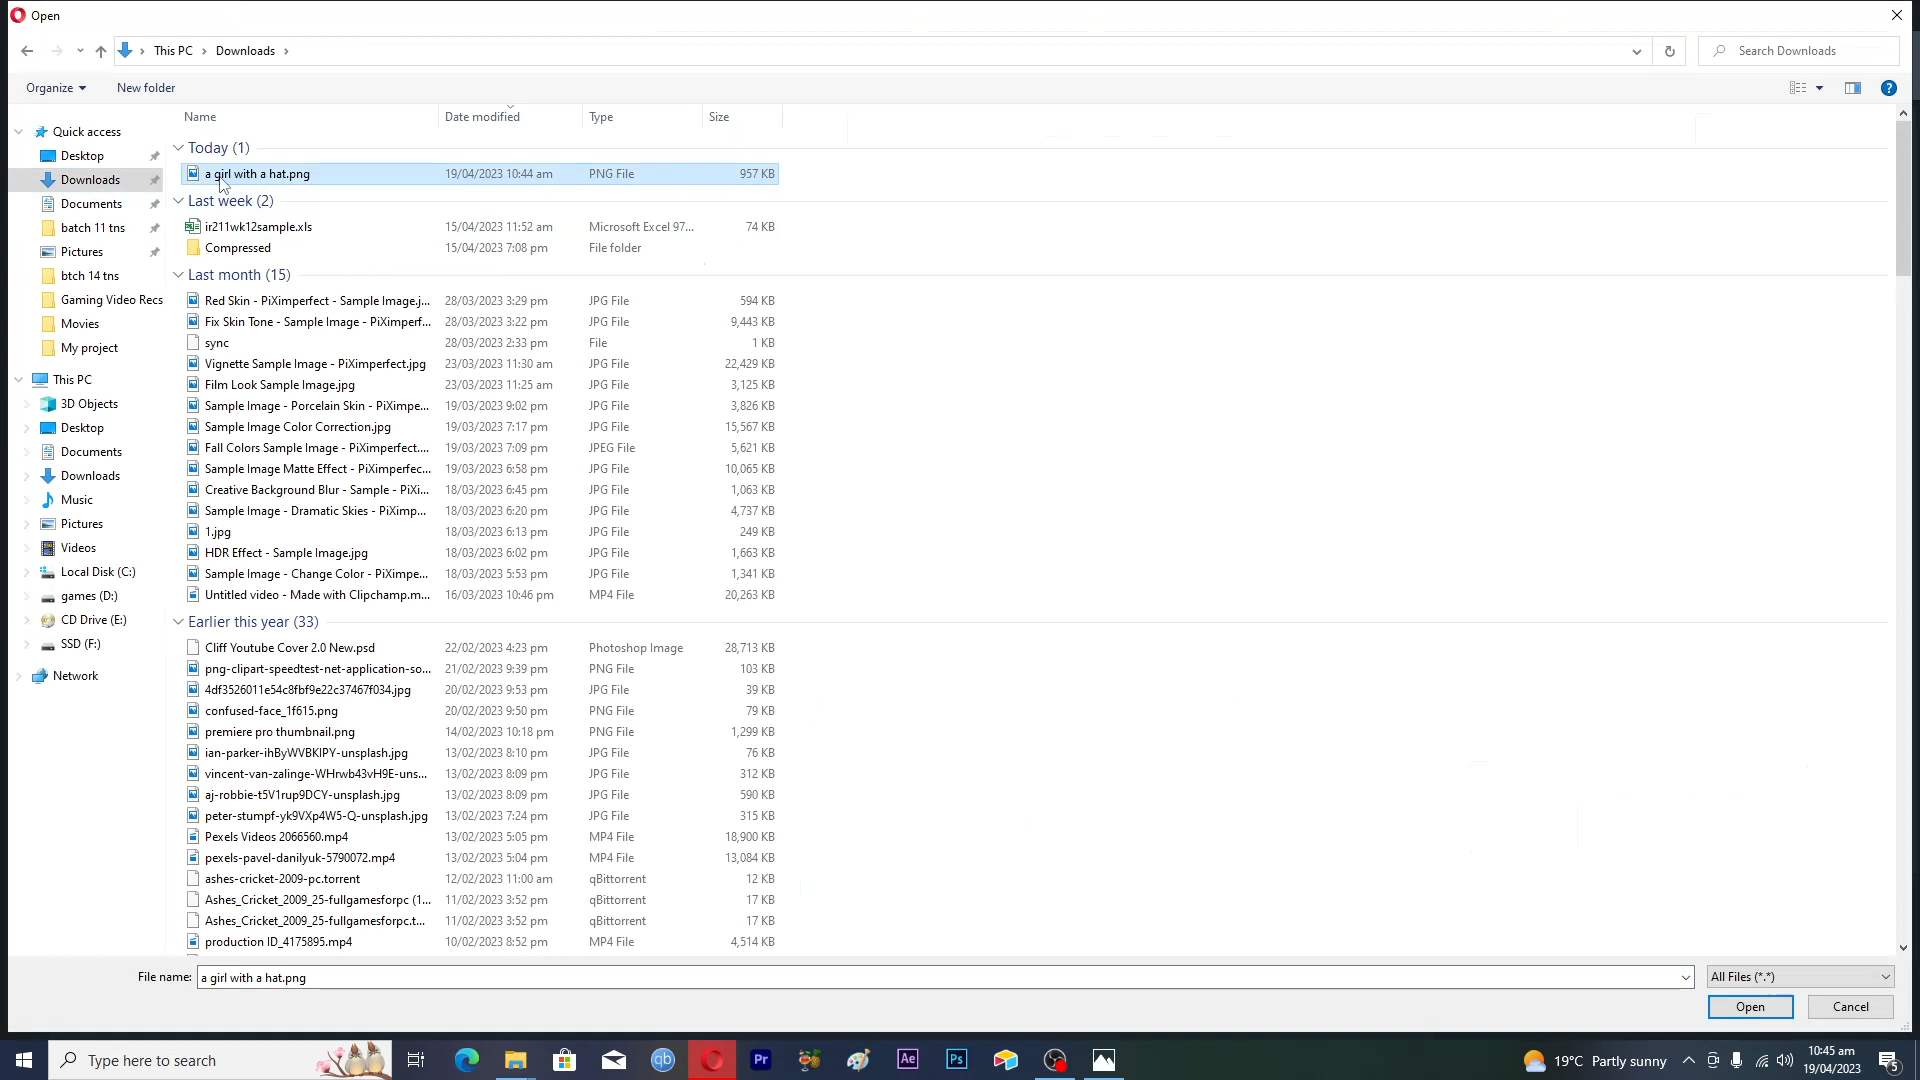 Open
This PC > Downloads >
Search Downloads
Organize
New folder
Name
Date modified
Type
Size
Quick access
Desktop
Downloads
Documents
batch 11 tns
Pictures
btch 14 tns
Gaming Video Recs
Movies
My project
This PC
3D Objects
Desktop
Documents
Downloads
Music
Pictures
Videos
Local Disk (C:)
games (D:)
CD Drive (E:)
SSD (F:)
Network
Today (1)
a girl with a hat.png 19/04/2023 10:44 am PNG File 957 KB
Last week (2)
ir211wk12sample.xls 15/04/2023 11:52 am Microsoft Excel 97... 74 KB
Compressed 15/04/2023 7:08 pm File folder
Last month (15)
Red Skin - PiXimperfect - Sample Image.j... 28/03/2023 3:29 pm JPG File 594 KB
Fix Skin Tone - Sample Image - PiXimperf... 28/03/2023 3:22 pm JPG File 9,443 KB
sync 28/03/2023 2:33 pm File 1 KB
Vignette Sample Image - PiXimperfect.jpg 23/03/2023 11:30 am JPG File 22,429 KB
Film Look Sample Image.jpg 23/03/2023 11:25 am JPG File 3,125 KB
Sample Image - Porcelain Skin - PiXimpe... 19/03/2023 9:02 pm JPG File 3,826 KB
Sample Image Color Correction.jpg 19/03/2023 7:17 pm JPG File 15,567 KB
Fall Colors Sample Image - PiXimperfect.... 19/03/2023 7:09 pm JPEG File 5,621 KB
Sample Image Matte Effect - PiXimperfec... 19/03/2023 6:58 pm JPG File 10,065 KB
Creative Background Blur - Sample - PiXi... 18/03/2023 6:45 pm JPG File 1,063 KB
Sample Image - Dramatic Skies - PiXimp... 18/03/2023 6:20 pm JPG File 4,737 KB
1.jpg 18/03/2023 6:13 pm JPG File 249 KB
HDR Effect - Sample Image.jpg 18/03/2023 6:02 pm JPG File 1,663 KB
Sample Image - Change Color - PiXimpe... 18/03/2023 5:53 pm JPG File 1,341 KB
Untitled video - Made with Clipchamp.m... 16/03/2023 10:46 pm MP4 File 20,263 KB
Earlier this year (33)
Cliff Youtube Cover 2.0 New.psd 22/02/2023 4:23 pm Photoshop Image 28,713 KB
png-clipart-speedtest-net-application-so... 21/02/2023 9:39 pm PNG File 103 KB
4df3526011e54c8fbf9e22c37467f034.jpg 20/02/2023 9:53 pm JPG File 39 KB
confused-face_1f615.png 20/02/2023 9:50 pm PNG File 79 KB
premiere pro thumbnail.png 14/02/2023 10:18 pm PNG File 1,299 KB
ian-parker-ihByWVBKIPY-unsplash.jpg 13/02/2023 8:10 pm JPG File 76 KB
vincent-van-zalinge-WHrwb43vH9E-uns... 13/02/2023 8:09 pm JPG File 312 KB
aj-robbie-t5V1rup9DCY-unsplash.jpg 13/02/2023 8:09 pm JPG File 590 KB
peter-stumpf-yk9VXp4W5-Q-unsplash.jpg 13/02/2023 7:24 pm JPG File 315 KB
Pexels Videos 2066560.mp4 13/02/2023 5:05 pm MP4 File 18,900 KB
pexels-pavel-danilyuk-5790072.mp4 13/02/2023 5:04 pm MP4 File 13,084 KB
ashes-cricket-2009-pc.torrent 12/02/2023 11:00 am qBittorrent 12 KB
Ashes_Cricket_2009_25-fullgamesforpc (1... 11/02/2023 3:52 pm qBittorrent 17 KB
Ashes_Cricket_2009_25-fullgamesforpc.t... 11/02/2023 3:52 pm qBittorrent 17 KB
production ID_4175895.mp4 10/02/2023 8:52 pm MP4 File 4,514 KB
File name: a girl with a hat.png
All Files (*.*)
Open
Cancel
Type here to search
qb
Pr
Ae
Ps
19°C Partly sunny
10:45 am
19/04/2023
5